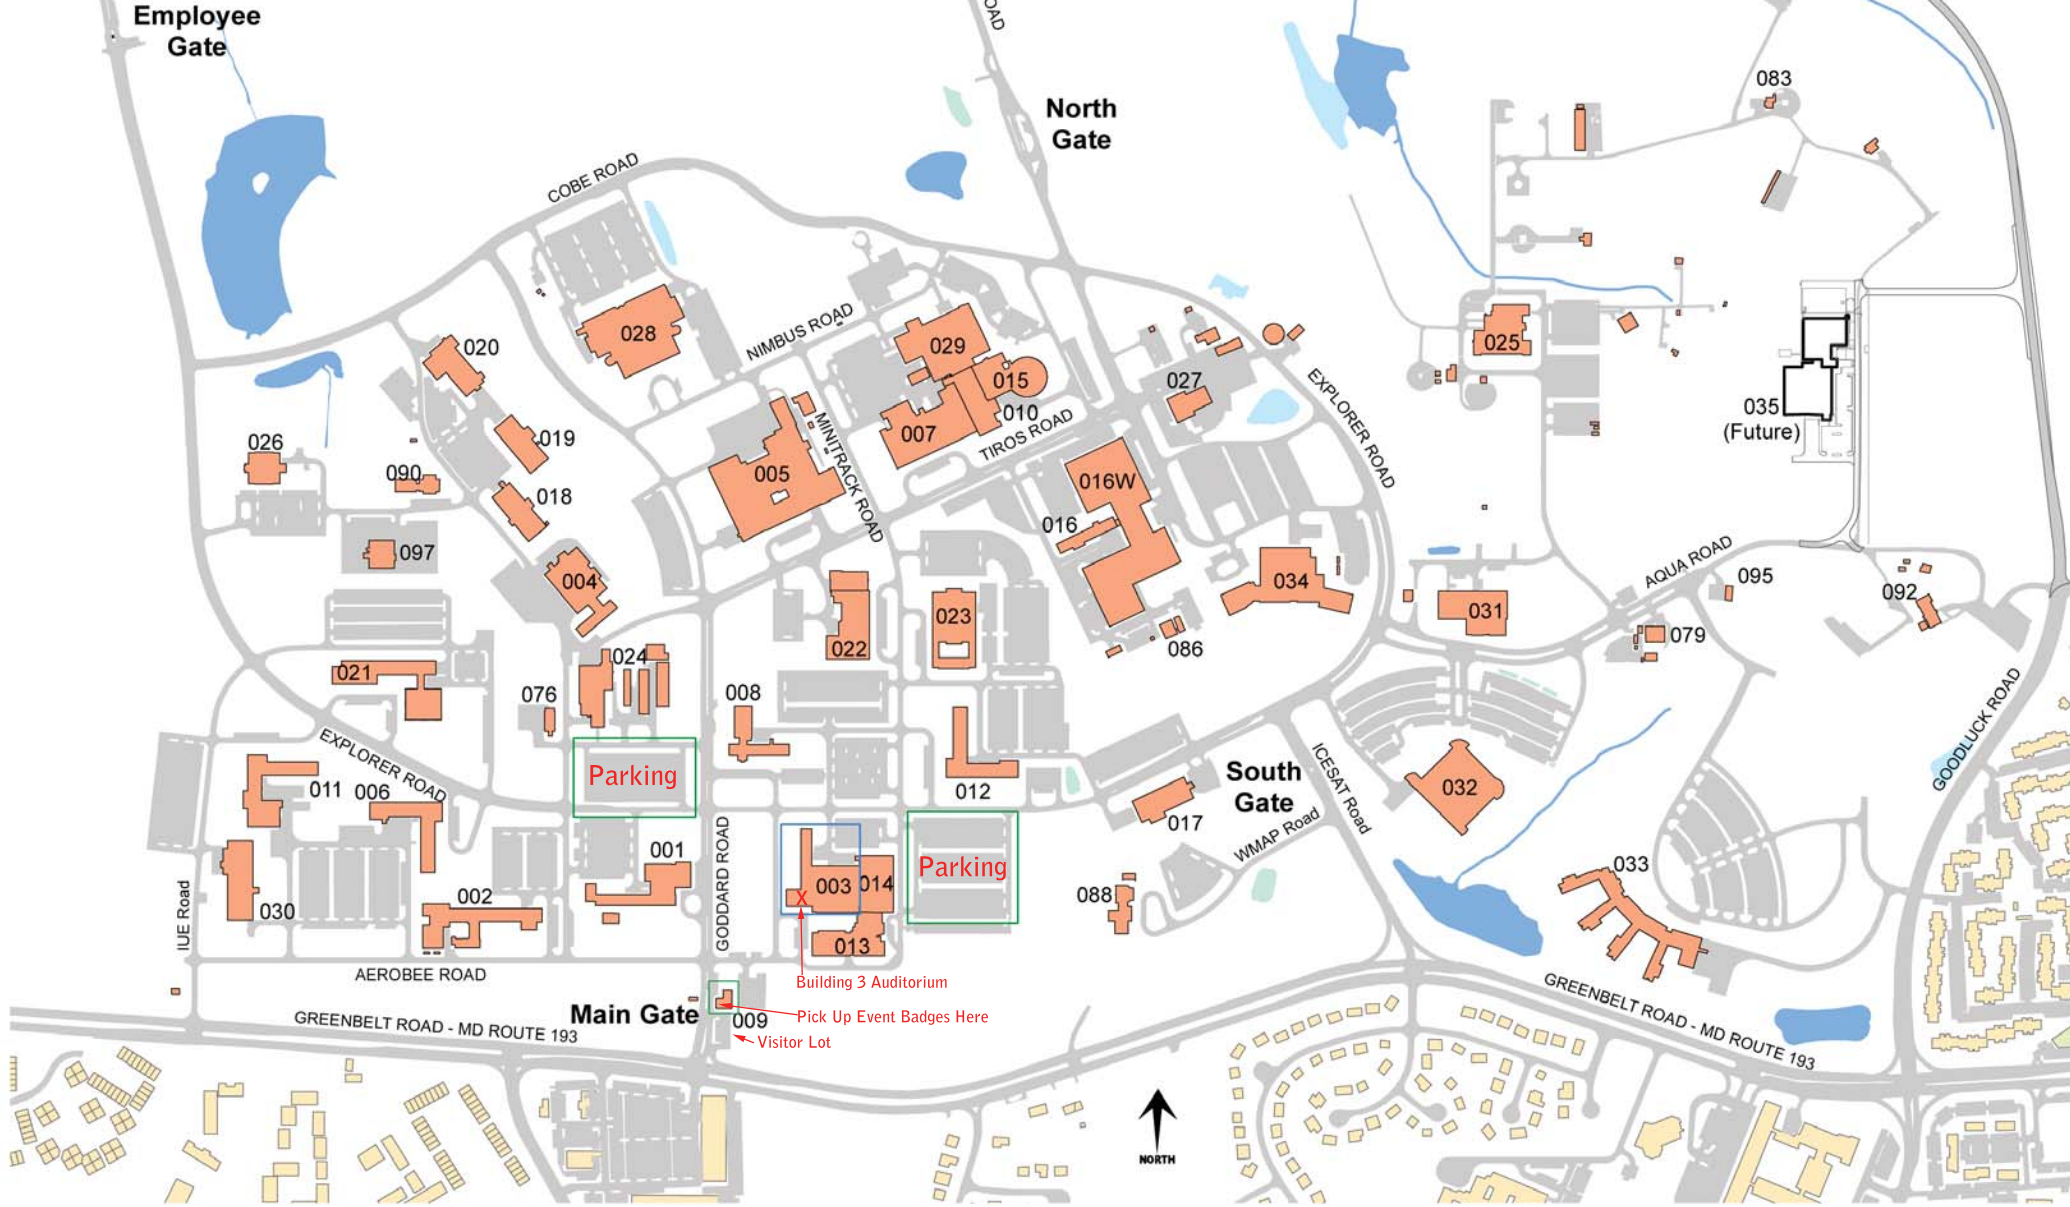 Employee
Gate
OAD
North
Gate
083
COBE ROAD
028
NIMBUS ROAD
029
015
010
007
TIROS ROAD
020
019
026
090
018
097
004
005
MINITRACK ROAD
027
EXPLORER ROAD
025
035
(Future)
016W
016
034
086
031
AQUA ROAD
095
092
079
022
023
021
024
076
008
EXPLORER ROAD
Parking
011
006
012
017
South
Gate
ICESAT Road
WMAP Road
032
GOODLUCK ROAD
GODDARD ROAD
001
003
014
X
Parking
013
002
030
IUE Road
088
033
AEROBEE ROAD
Building 3 Auditorium
Main Gate
009
Pick Up Event Badges Here
Visitor Lot
GREENBELT ROAD - MD ROUTE 193
GREENBELT ROAD - MD ROUTE 193
NORTH